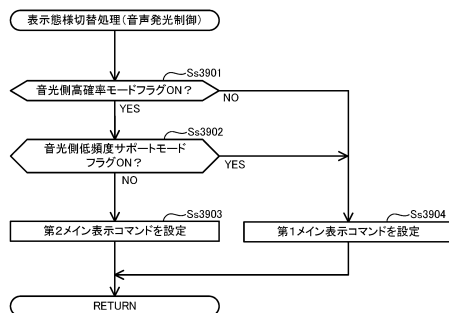 表示態様切替処理(音声発光制御)
Ss3901
音光側高確率モードフラグON?
NO
YES
Ss3902
音光側低頻度サポートモード
フラグON?
YES
NO
Ss3903
第2メイン表示コマンドを設定
Ss3904
第1メイン表示コマンドを設定
RETURN